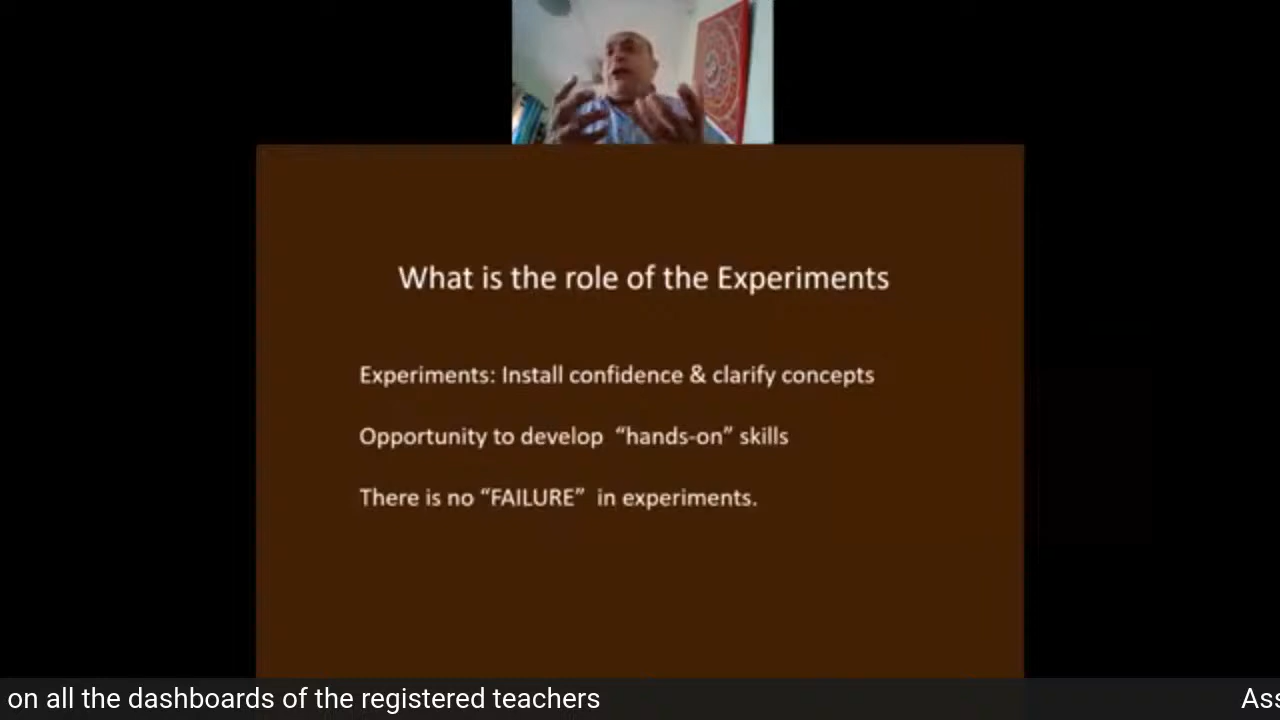 What is the role of the Experiments
Experiments: Install confidence & clarify concepts
Opportunity to develop “hands-on” skills
There is no “FAILURE” in experiments.
on all the dashboards of the registered teachers